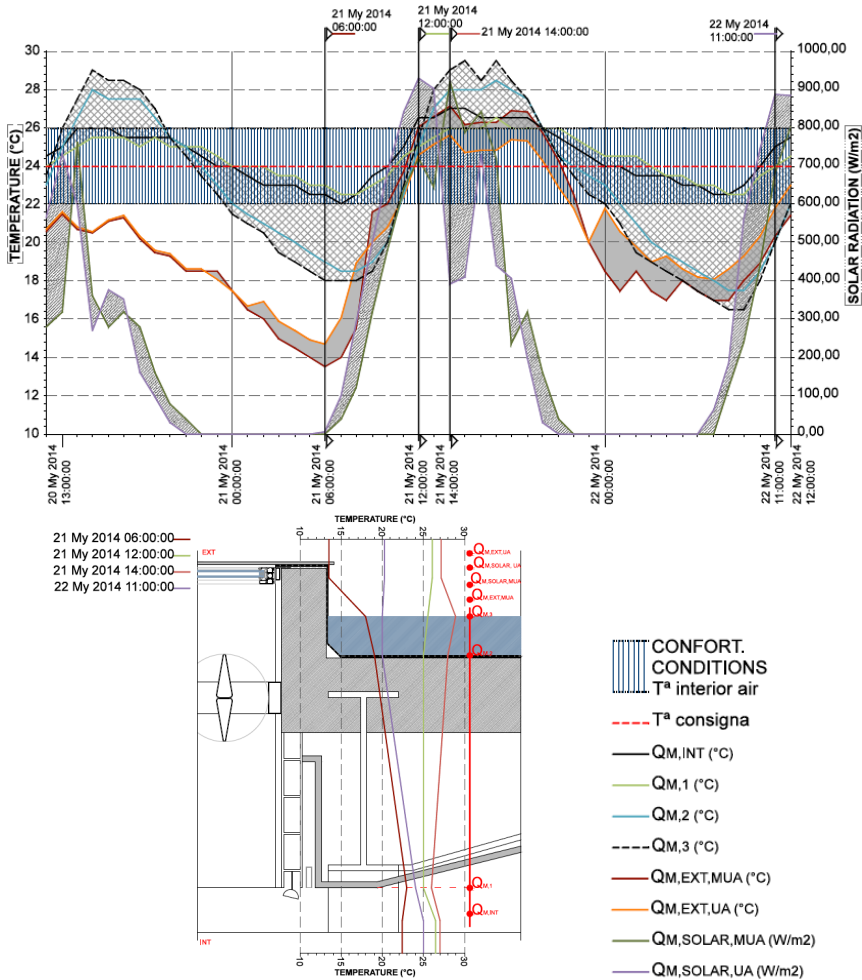 21 My 2014
06:00:00
21 My 2014
12:00:00
21 My 2014 14:00:00
22 My 2014
11:00:00
30
28
26
24
22
20
18
16
14
12
10
TEMPERATURE (°C)
1000,00
900,00
800,00
700,00
600,00
500,00
400,00
300,00
200,00
100,00
0,00
SOLAR RADIATION (W/m2)
20 My 2014
13:00:00
21 My 2014
00:00:00
21 My 2014
06:00:00
21 My 2014
12:00:00
21 My 2014
14:00:00
22 My 2014
00:00:00
22 My 2014
11:00:00
22 My 2014
12:00:00
21 My 2014 06:00:00
21 My 2014 12:00:00
21 My 2014 14:00:00
22 My 2014 11:00:00
TEMPERATURE (°C)
10
15
20
25
30
EXT
QM,EXT,UA
QM,SOLAR, UA
QM,SOLAR,MUA
QM,EXT,MUA
QM,3
QM,2
QM,1
QM,INT
INT
10
15
20
25
30
TEMPERATURE (°C)
CONFORT.
CONDITIONS
Tª interior air
Tª consigna
QM,INT (°C)
QM,1 (°C)
QM,2 (°C)
QM,3 (°C)
QM,EXT,MUA (°C)
QM,EXT,UA (°C)
QM,SOLAR,MUA (W/m2)
QM,SOLAR,UA (W/m2)